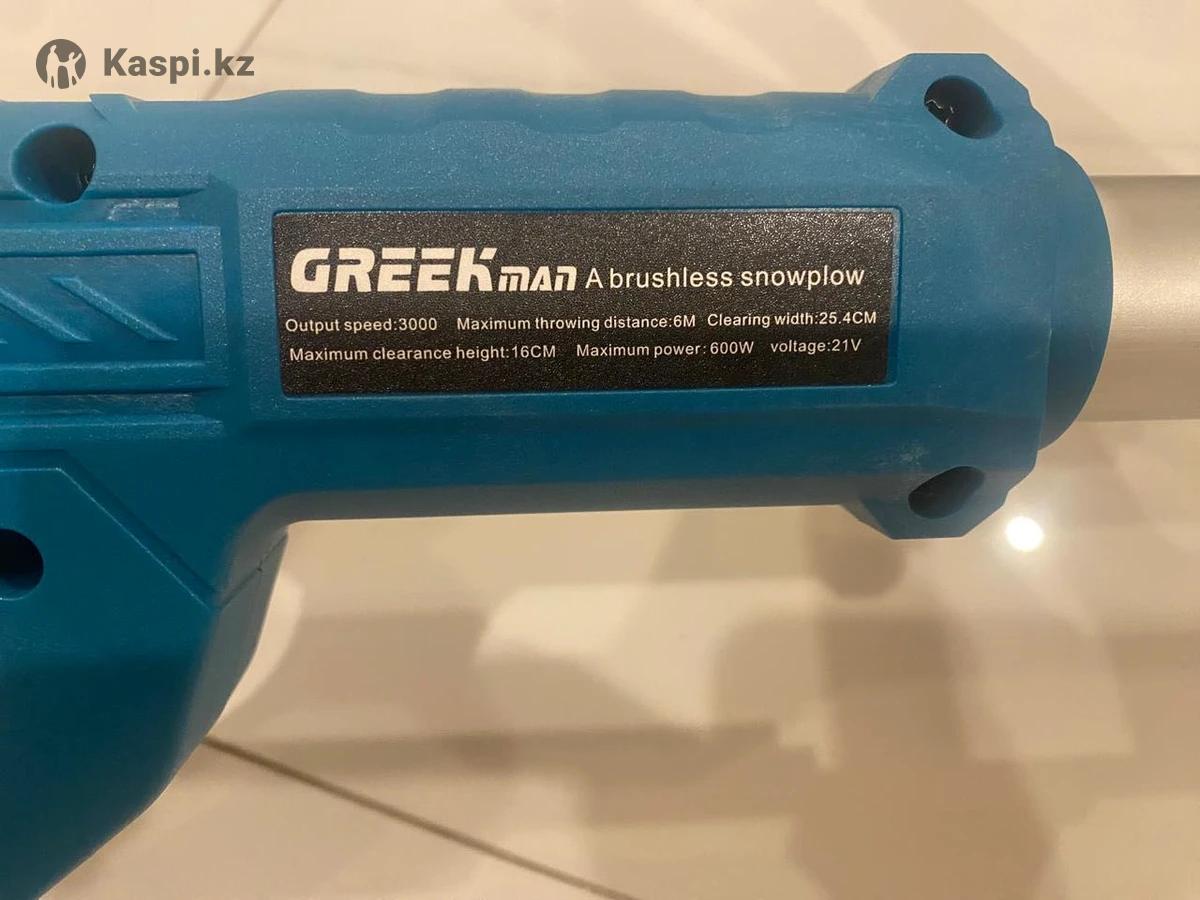 Kaspi.kz
GREEKman A brushless snowplow
Output speed:3000 Maximum throwing distance:6M Clearing width:25.4CM
Maximum clearance height:16CM Maximum power:600W voltage:21V